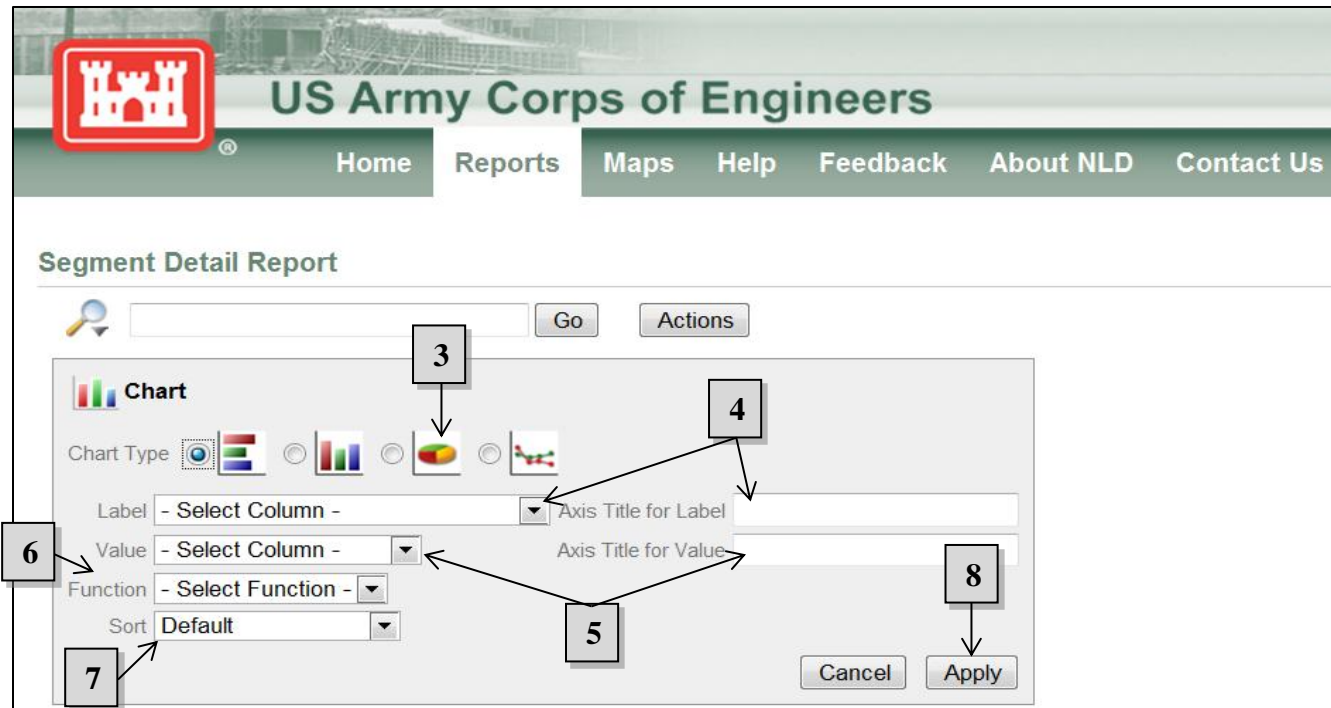 US Army Corps of Engineers
®
Home Reports Maps Help Feedback About NLD Contact Us
Segment Detail Report
Go Actions
3
Chart
4
Chart Type
Label - Select Column - Axis Title for Label
6
Value - Select Column - Axis Title for Value
8
Function - Select Function -
5
Sort Default
7
Cancel Apply